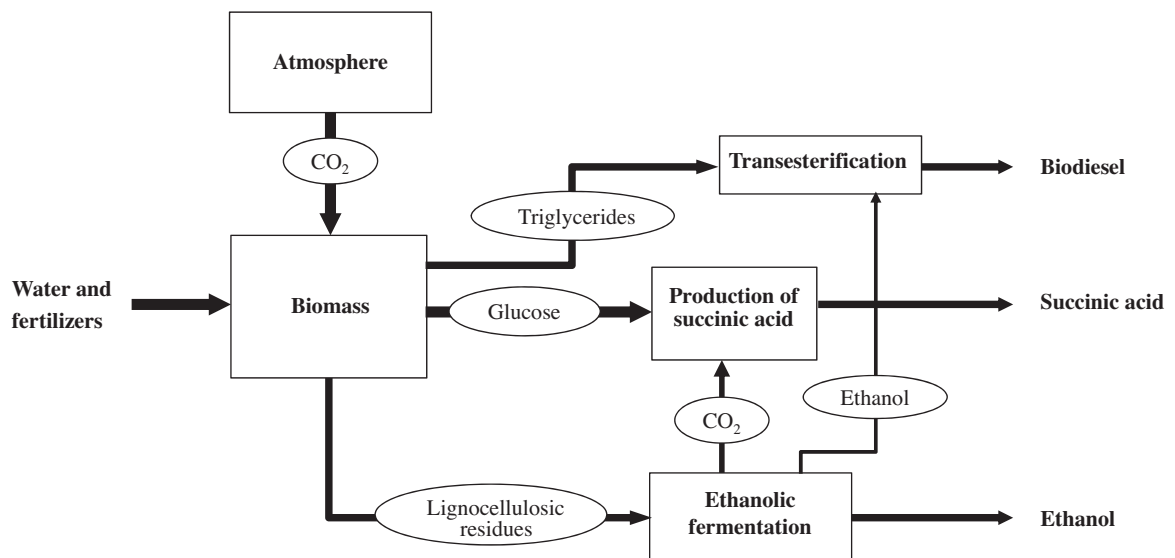 Atmosphere
CO₂
Transesterification
Biodiesel
Triglycerides
Water and
fertilizers
Biomass
Glucose
Production of
succinic acid
Succinic acid
CO₂
Ethanol
Lignocellulosic
residues
Ethanolic
fermentation
Ethanol